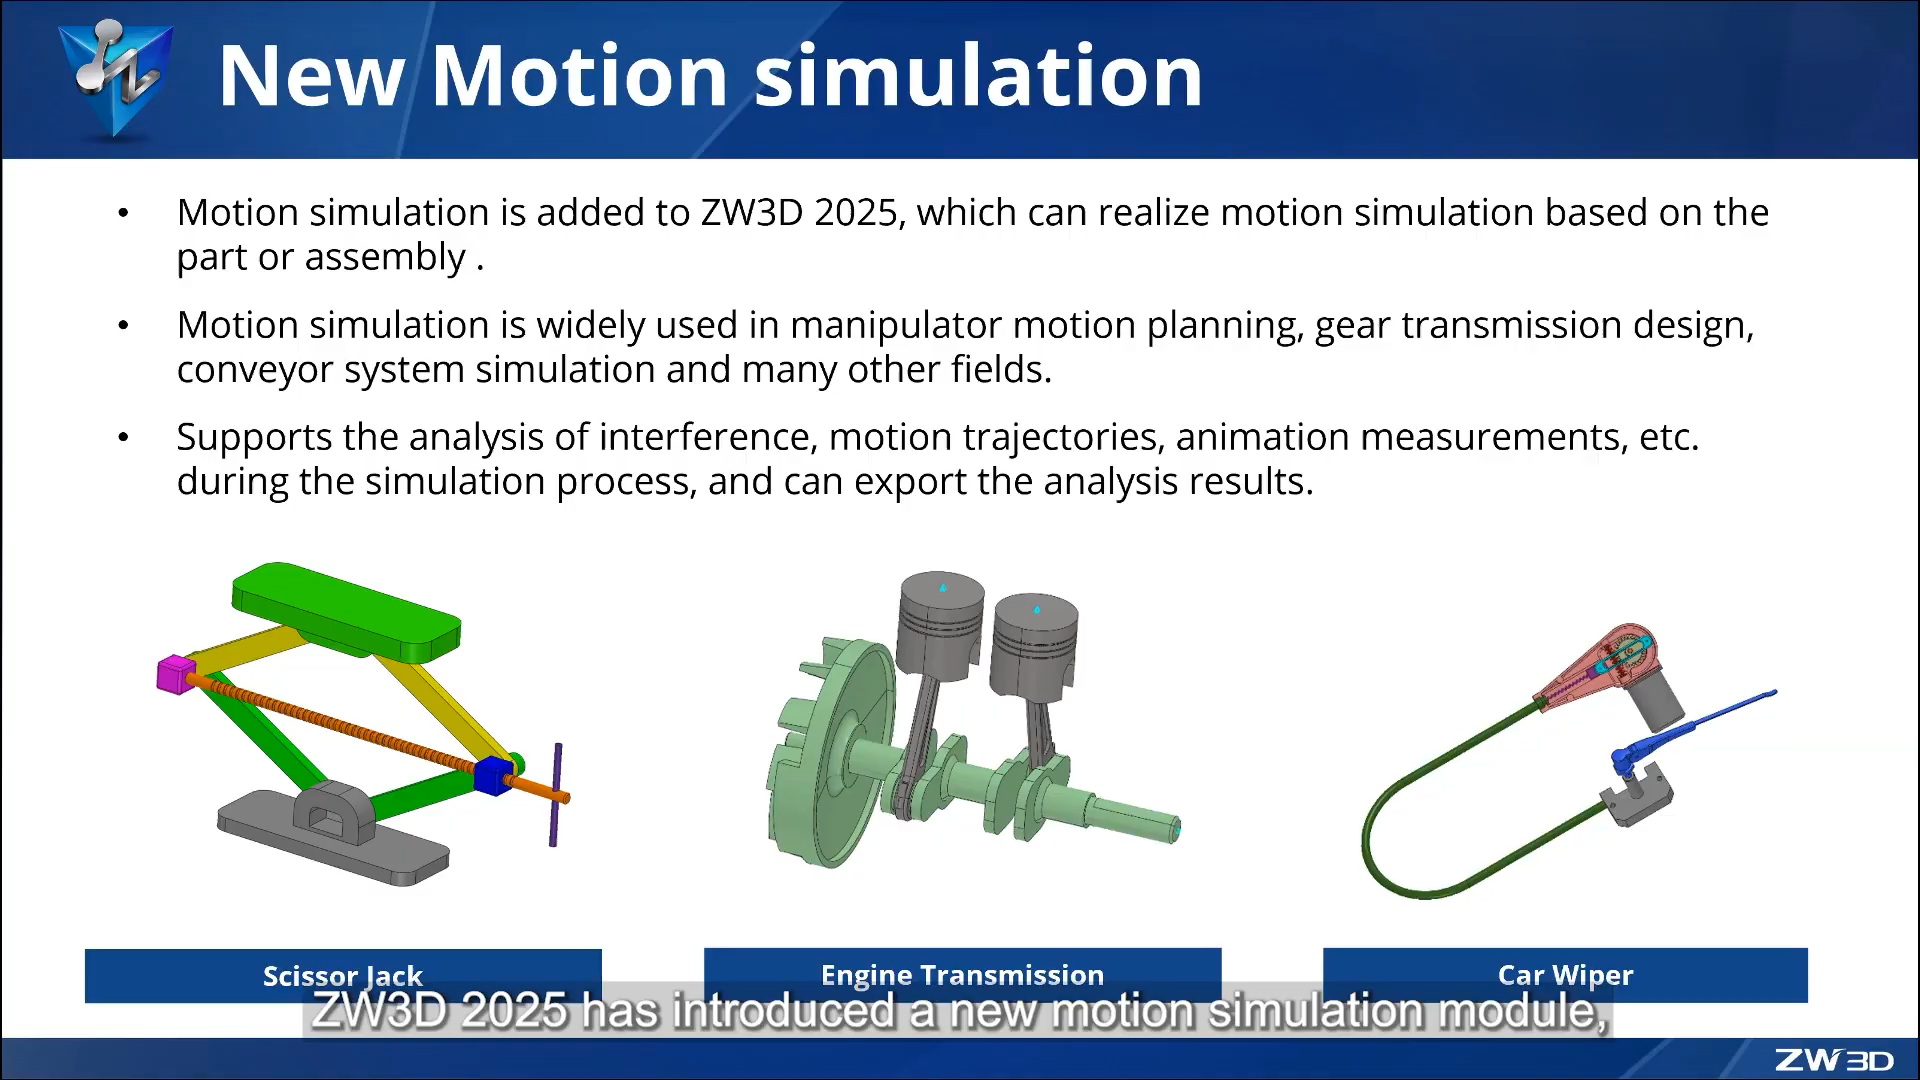 New Motion simulation
• Motion simulation is added to ZW3D 2025, which can realize motion simulation based on the
part or assembly .
• Motion simulation is widely used in manipulator motion planning, gear transmission design,
conveyor system simulation and many other fields.
• Supports the analysis of interference, motion trajectories, animation measurements, etc.
during the simulation process, and can export the analysis results.
Scissor Jack
Engine Transmission
Car Wiper
ZW3D 2025 has introduced a new motion simulation module,
ZW3D